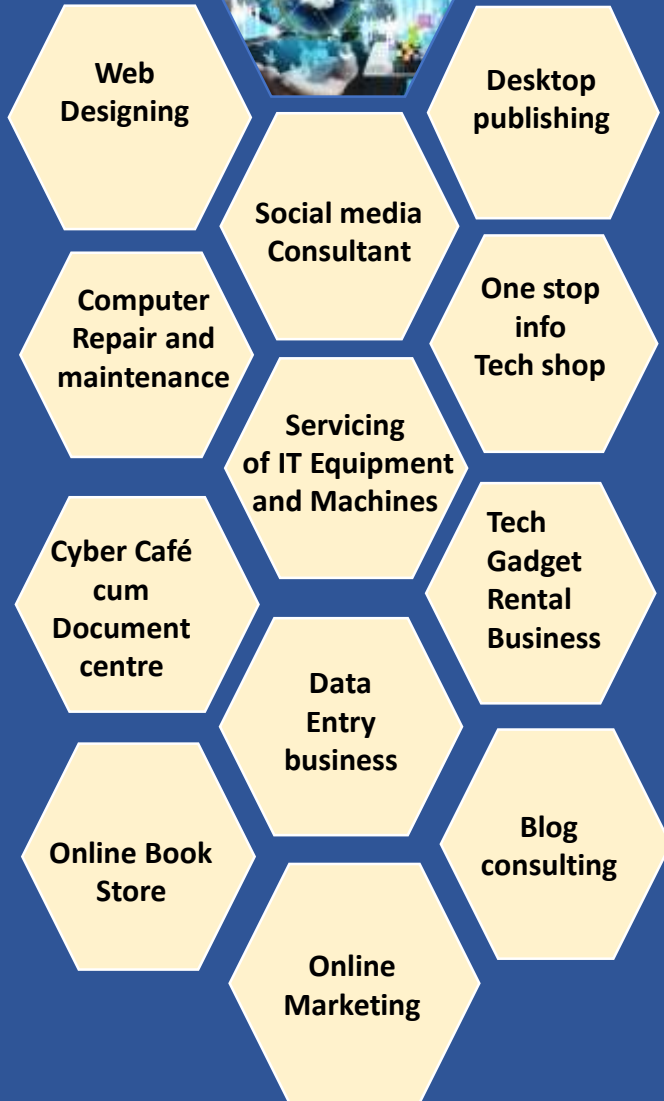 Web
Designing
Desktop
publishing
Social media
Consultant
Computer
Repair and
maintenance
One stop
info
Tech shop
Servicing
of IT Equipment
and Machines
Cyber Café
cum
Document
centre
Tech
Gadget
Rental
Business
Data
Entry
business
Online Book
Store
Blog
consulting
Online
Marketing